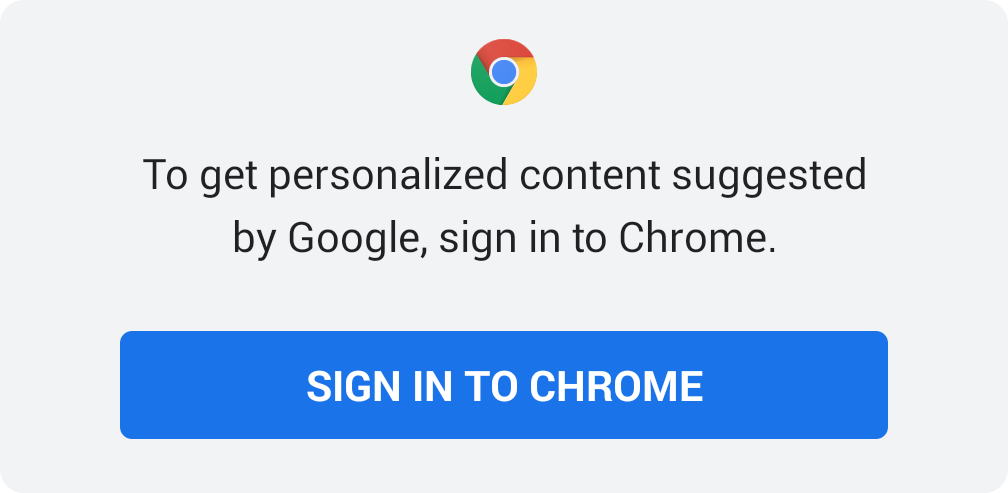 To get personalized content suggested
by Google, sign in to Chrome.
SIGN IN TO CHROME